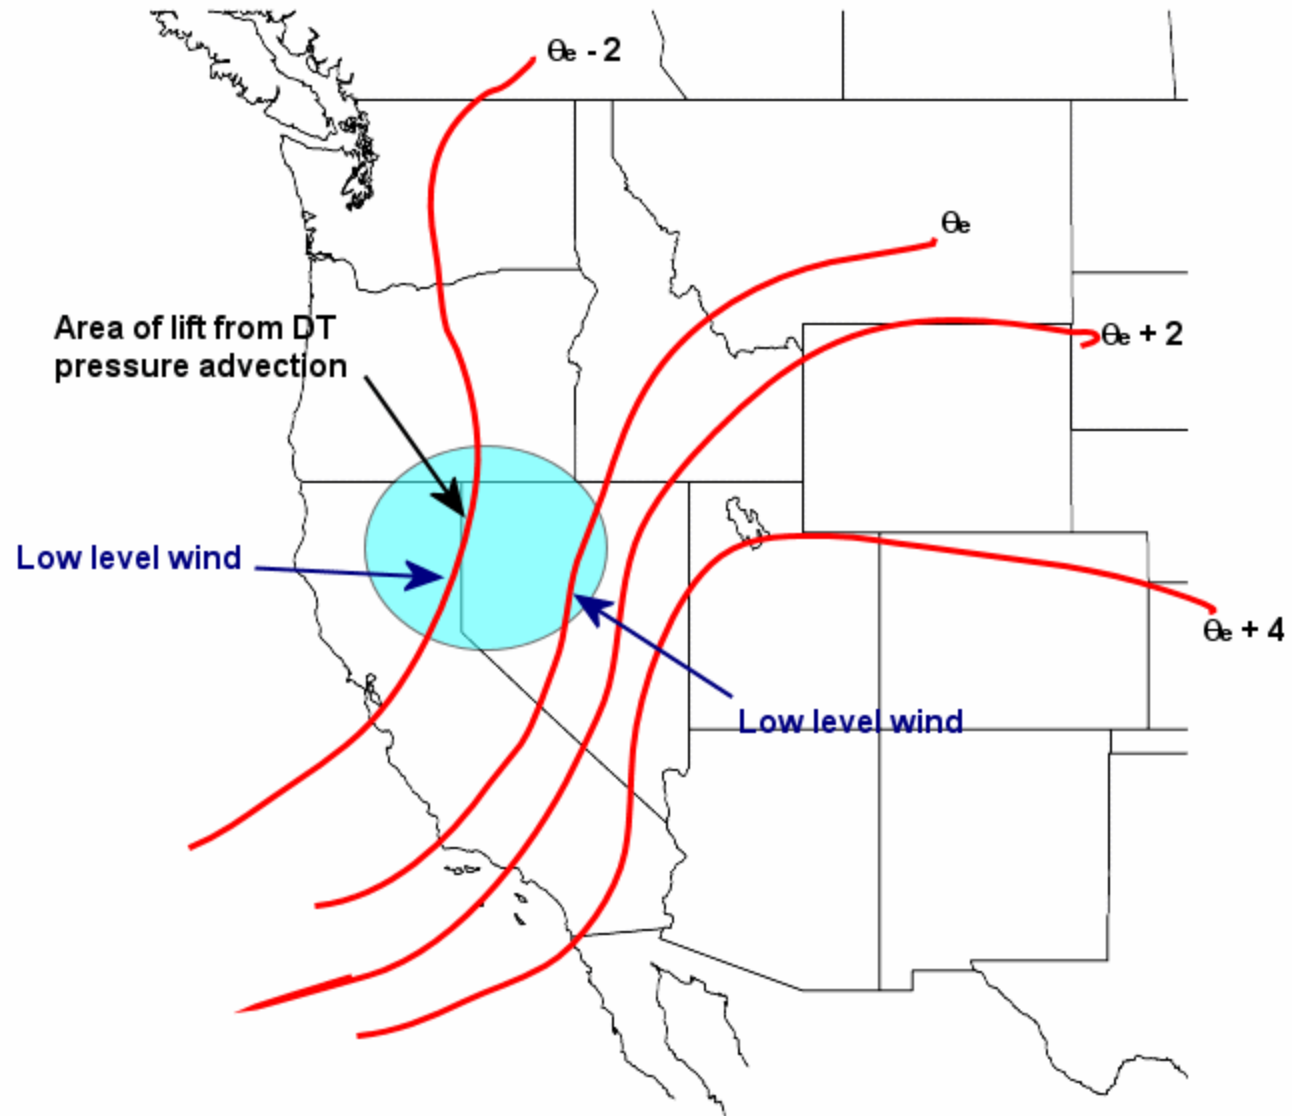 θe - 2
θe
Area of lift from DT
pressure advection
θe + 2
Low level wind
θe + 4
Low level wind